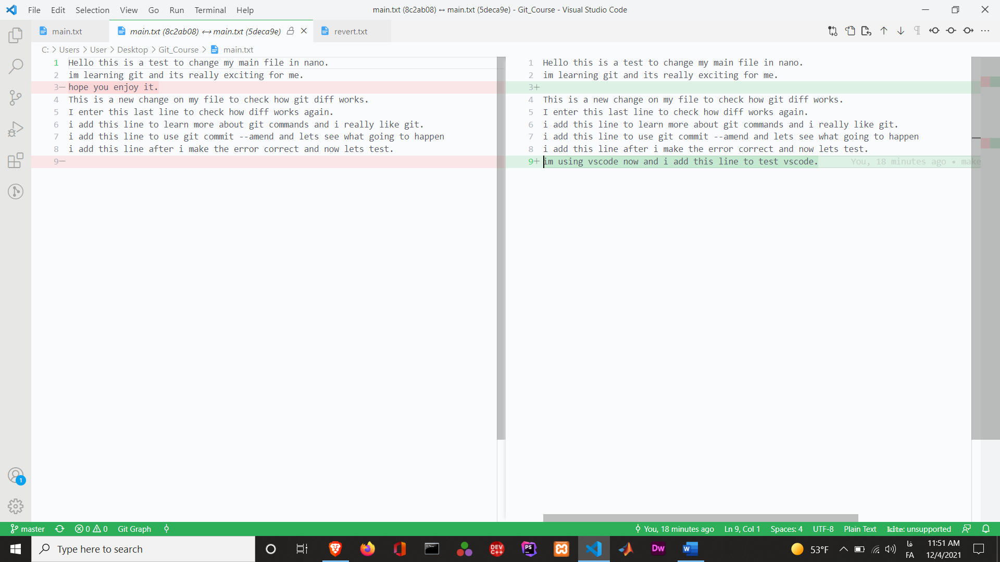 File Edit Selection View Go Run Terminal Help
main.txt (8c2ab08) ↔ main.txt (5deca9e) - Git_Course - Visual Studio Code
main.txt
main.txt (8c2ab08) ↔ main.txt (5deca9e)
revert.txt
C: > Users > User > Desktop > Git_Course > main.txt
1 Hello this is a test to change my main file in nano.
2 im learning git and its really exciting for me.
3— hope you enjoy it.
4 This is a new change on my file to check how git diff works.
5 I enter this last line to check how diff works again.
6 i add this line to learn more about git commands and i really like git.
7 i add this line to use git commit --amend and lets see what going to happen
8 i add this line after i make the error correct and now lets test.
9—
1 Hello this is a test to change my main file in nano.
2 im learning git and its really exciting for me.
3+
4 This is a new change on my file to check how git diff works.
5 I enter this last line to check how diff works again.
6 i add this line to learn more about git commands and i really like git.
7 i add this line to use git commit --amend and lets see what going to happen
8 i add this line after i make the error correct and now lets test.
9+ im using vscode now and i add this line to test vscode. You, 18 minutes ago • make
1
master 0 0 Git Graph
You, 18 minutes ago Ln 9, Col 1 Spaces: 4 UTF-8 Plain Text kite: unsupported
Type here to search
DEV C++
PS
Dw
W
53°F
فا
FA
11:51 AM
12/4/2021